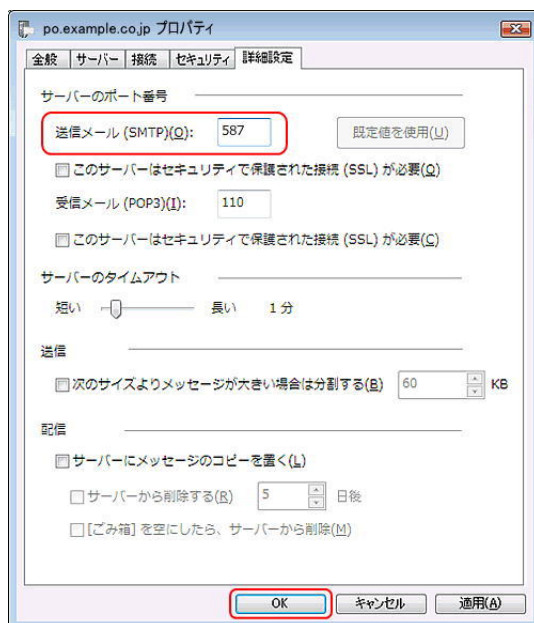 po.example.co.jp プロパティ
全般 サーバー 接続 セキュリティ 詳細設定
サーバーのポート番号
送信メール (SMTP)(O): 587 既定値を使用(U)
このサーバーはセキュリティで保護された接続 (SSL) が必要(Q)
受信メール (POP3)(I): 110
このサーバーはセキュリティで保護された接続 (SSL) が必要(C)
サーバーのタイムアウト
短い 長い 1 分
送信
次のサイズよりメッセージが大きい場合は分割する(B) 60 KB
配信
サーバーにメッセージのコピーを置く(L)
サーバーから削除する(R) 5 日後
[ごみ箱] を空にしたら、サーバーから削除(M)
OK キャンセル 適用(A)